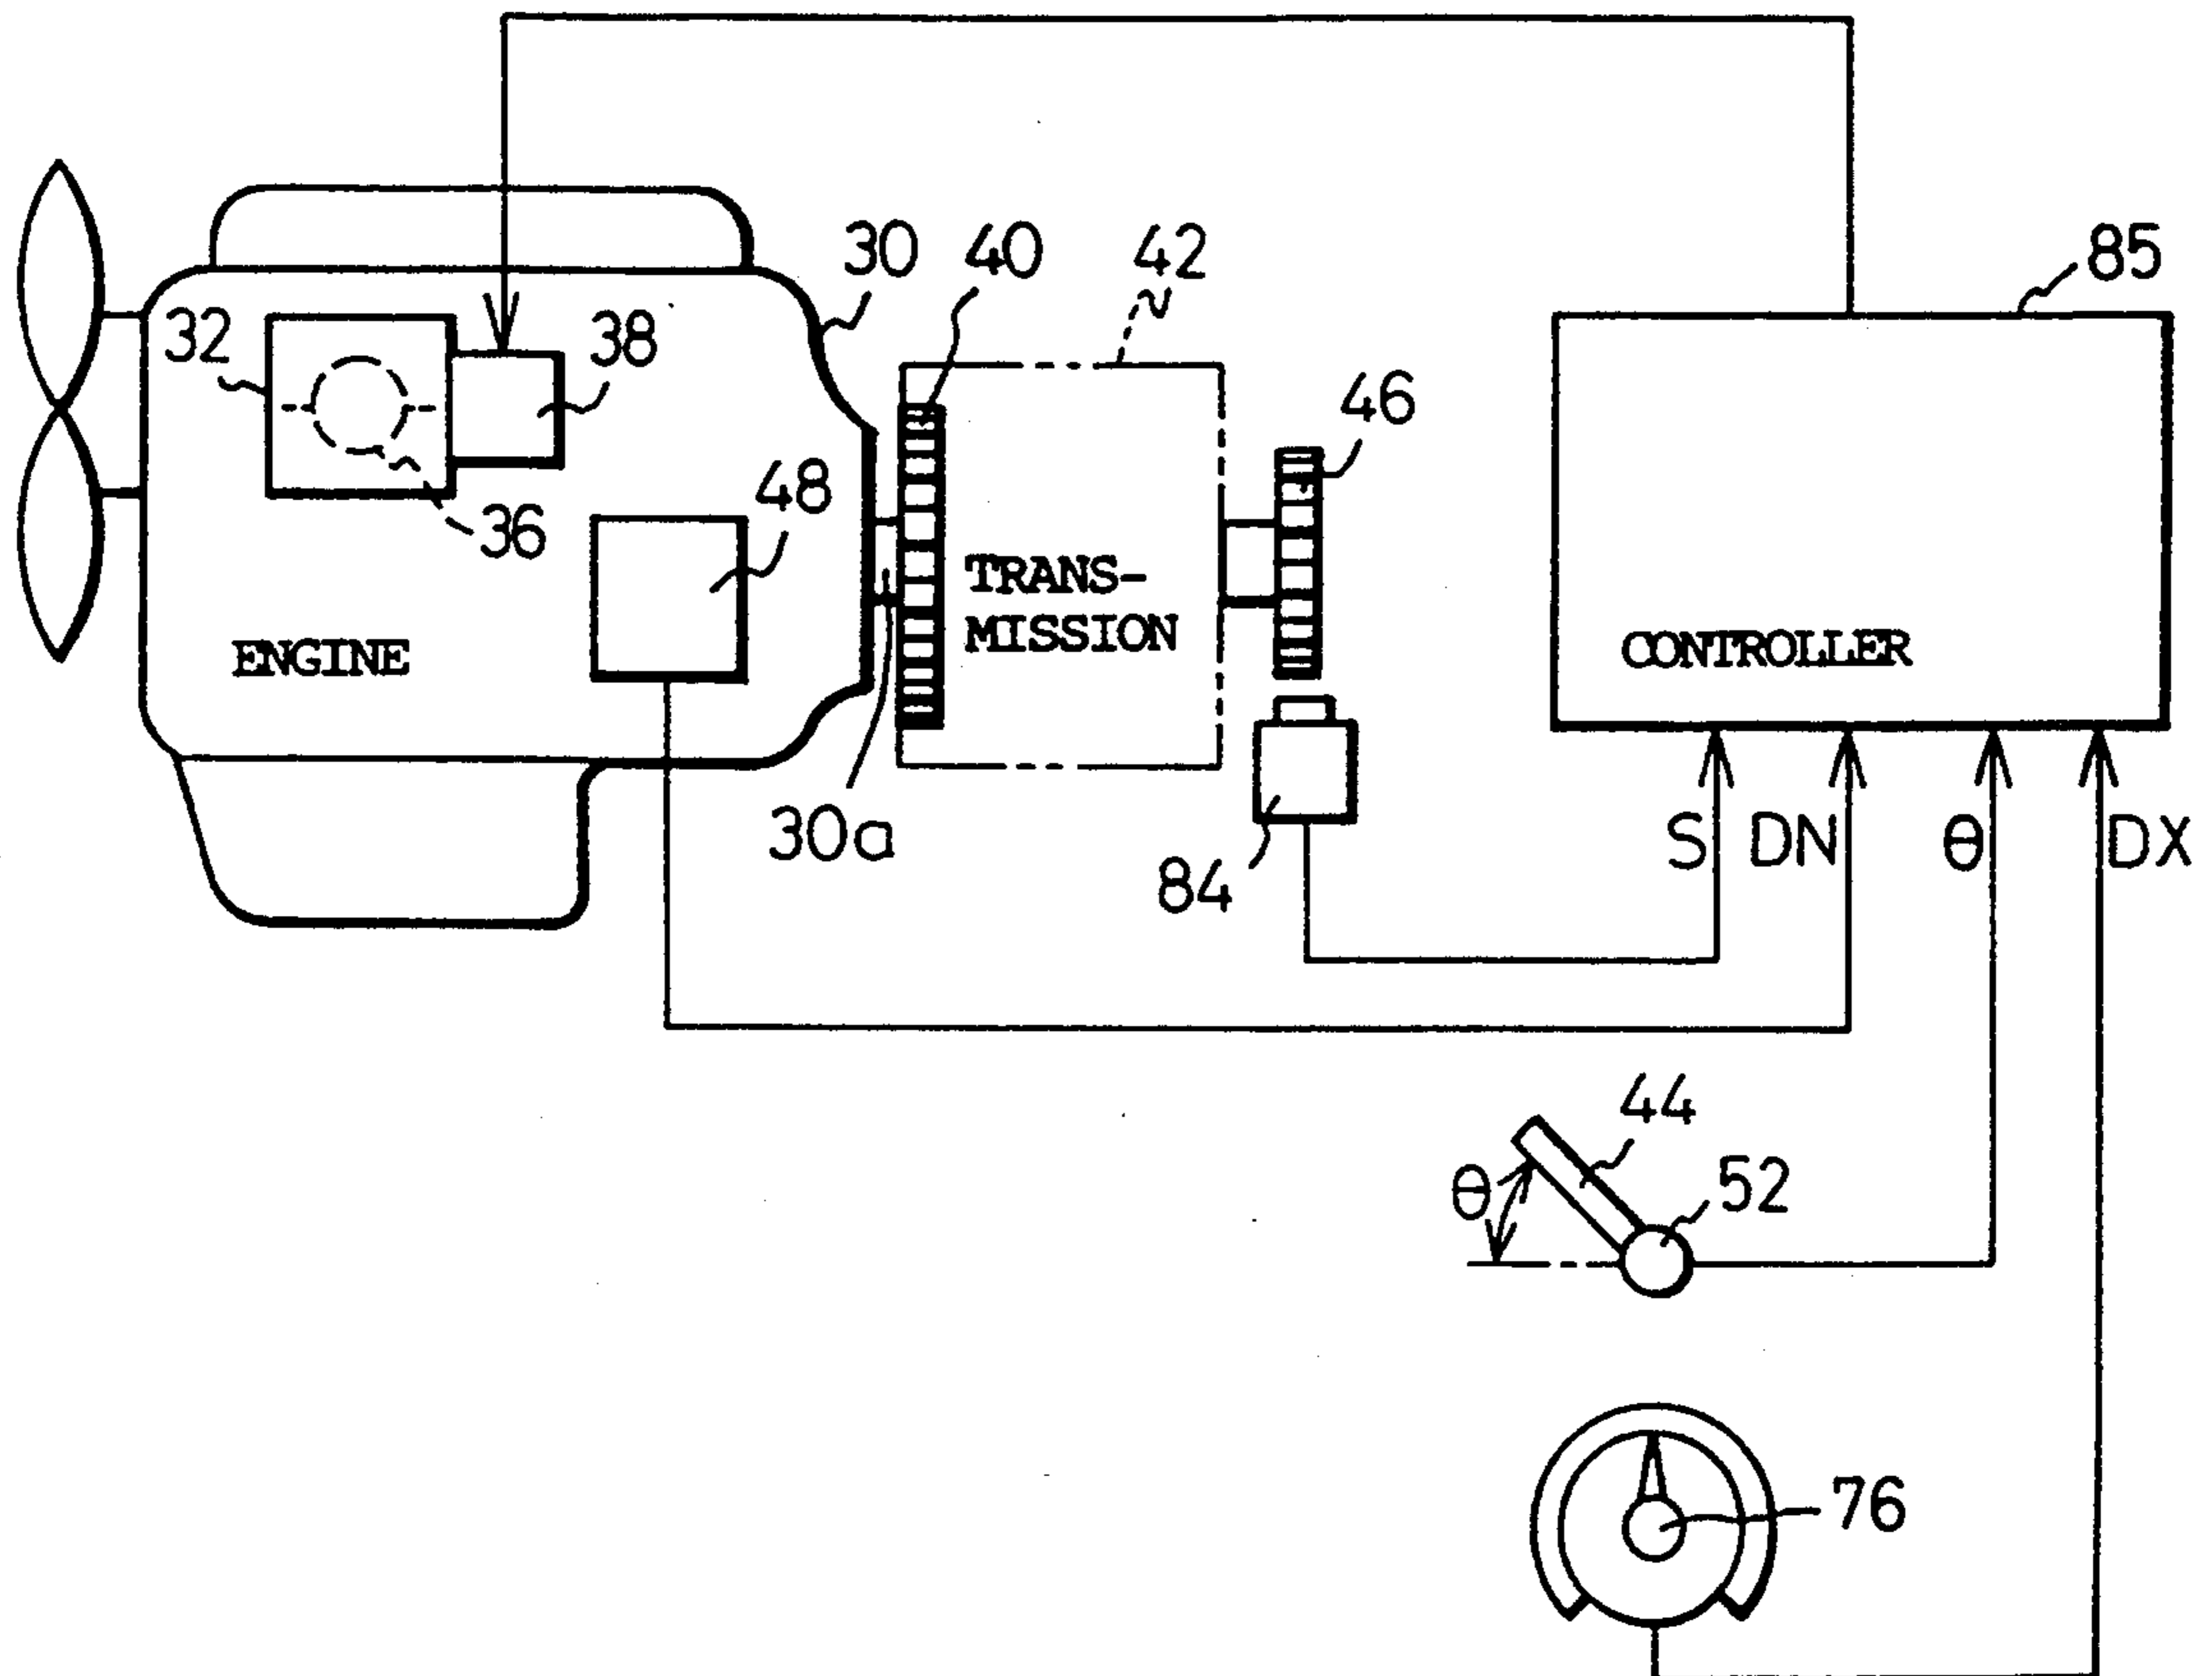 30
40
42
85
32
38
46
48
36
TRANS-
MISSION
ENGINE
CONTROLLER
30a
84
S
DN
θ
DX
44
θ
52
76